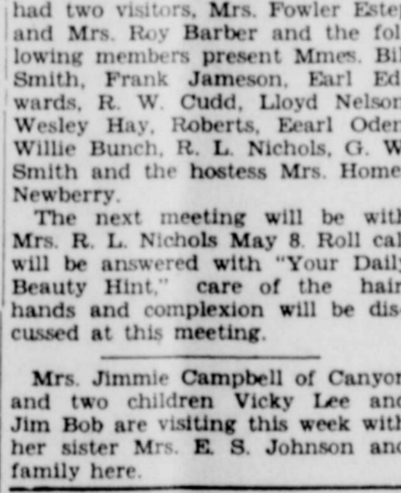 had two visitors, Mrs. Fowler Estep
and Mrs. Roy Barber and the fol
lowing members present Mmes. Bil
Smith, Frank Jameson, Earl Ed
wards, R. W. Cudd, Lloyd Nelson
Wesley Hay, Roberts, Eearl Oden
Willie Bunch, R. L. Nichols, G. W
Smith and the hostess Mrs. Home
Newberry.
The next meeting will be with
Mrs. R. L. Nichols May 8. Roll cal
will be answered with "Your Daily
Beauty Hint," care of the hair
hands and complexion will be dis-
cussed at this meeting.
Mrs. Jimmie Campbell of Canyon
and two children Vicky Lee and
Jim Bob are visiting this week with
her sister Mrs. E. S. Johnson and
family here.